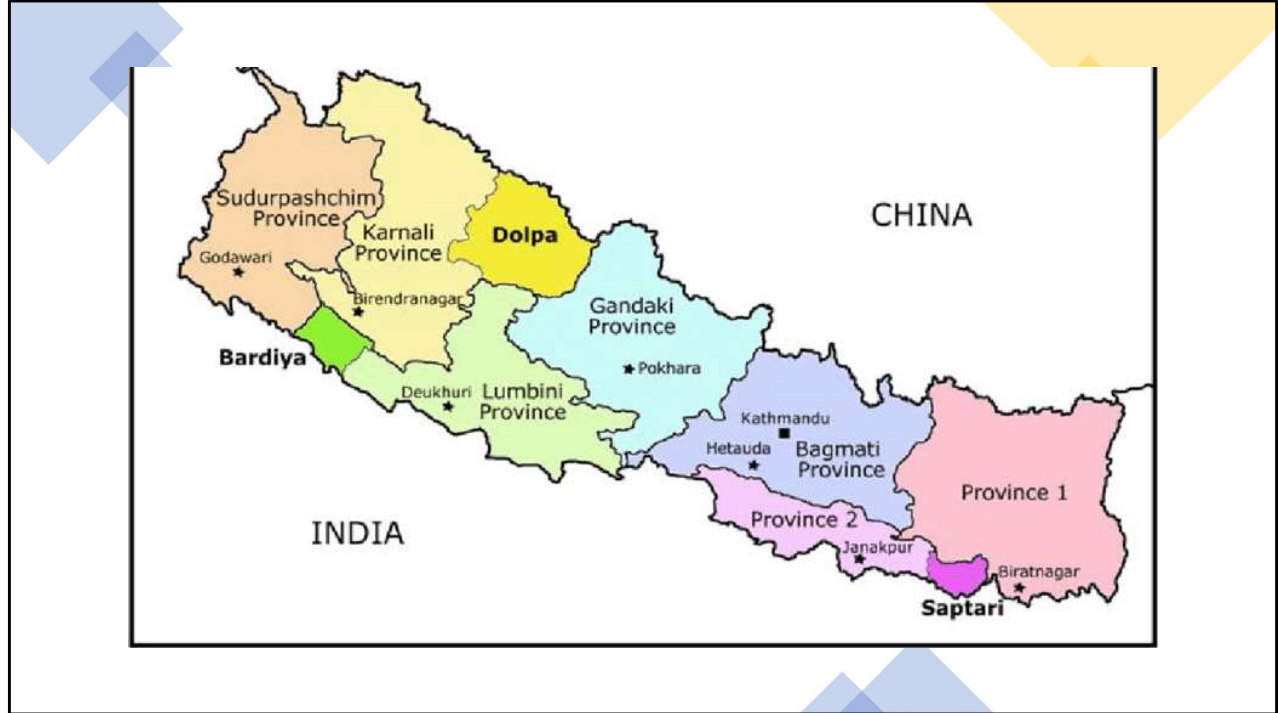 CHINA
Sudurpashchim
Province
Karnali
Province
Dolpa
Godawari
Birendranagar
Gandaki
Province
Bardiya
Pokhara
Deukhuri
Lumbini
Province
Kathmandu
Hetauda
Bagmati
Province
Province 1
INDIA
Province 2
Janakpur
Biratnagar
Saptari